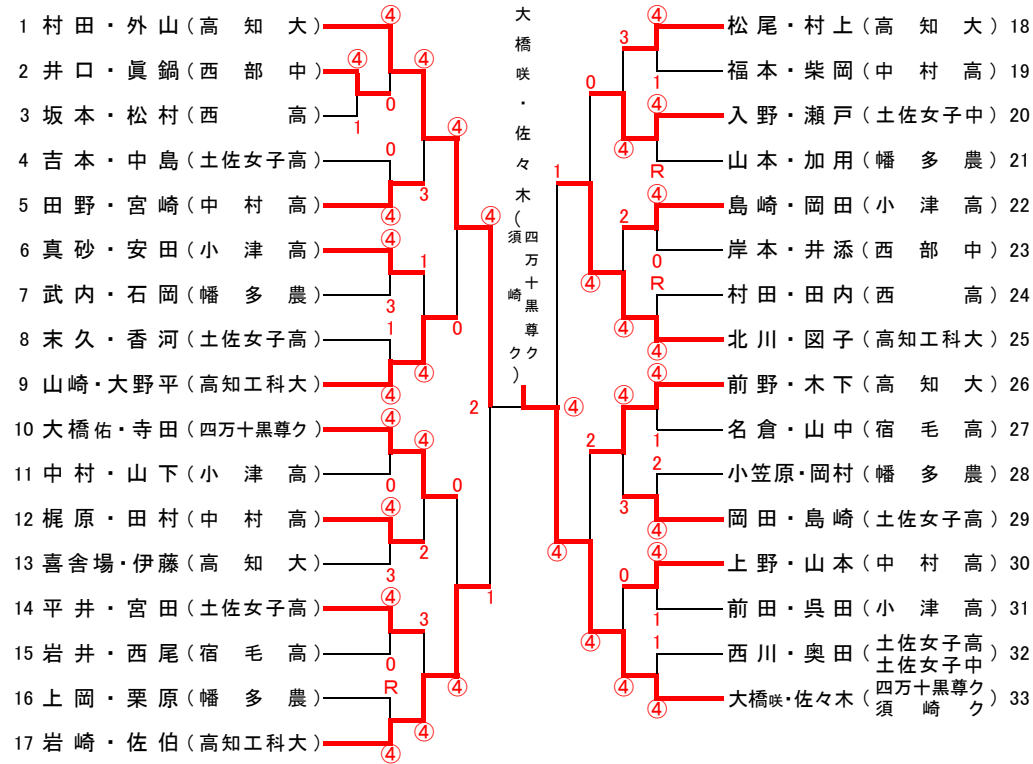 1 村田・外山(高知大)
2 井口・眞鍋(西部中)
3 坂本・松村(西高)
4 吉本・中島(土佐女子高)
5 田野・宮崎(中村高)
6 真砂・安田(小津高)
7 武内・石岡(幡多農)
8 末久・香河(土佐女子高)
9 山崎・大野平(高知工科大)
10 大橋佑・寺田(四万十黒尊ク)
11 中村・山下(小津高)
12 梶原・田村(中村高)
13 喜舎場・伊藤(高知大)
14 平井・宮田(土佐女子高)
15 岩井・西尾(宿毛高)
16 上岡・栗原(幡多農)
17 岩崎・佐伯(高知工科大)
④
④
1
0
0
④
④
3
1
④
④
0
④
3
④
0
R
④
④
3
1
④
④
2
3
④
④
0
0
④
④
1
2
大橋咲・佐々木(四万十黒尊ク
須崎ク)
④
1
④
0
④
2
④
3
④
2
④
④
3
0
④
④
1
④
R
④
0
R
④
④
1
2
④
④
1
1
④
松尾・村上(高知大) 18
福本・柴岡(中村高) 19
入野・瀬戸(土佐女子中) 20
山本・加用(幡多農) 21
島崎・岡田(小津高) 22
岸本・井添(西部中) 23
村田・田内(西高) 24
北川・図子(高知工科大) 25
前野・木下(高知大) 26
名倉・山中(宿毛高) 27
小笠原・岡村(幡多農) 28
岡田・島崎(土佐女子高) 29
上野・山本(中村高) 30
前田・呉田(小津高) 31
西川・奥田(土佐女子高
土佐女子中) 32
大橋咲・佐々木(四万十黒尊ク
須崎ク) 33